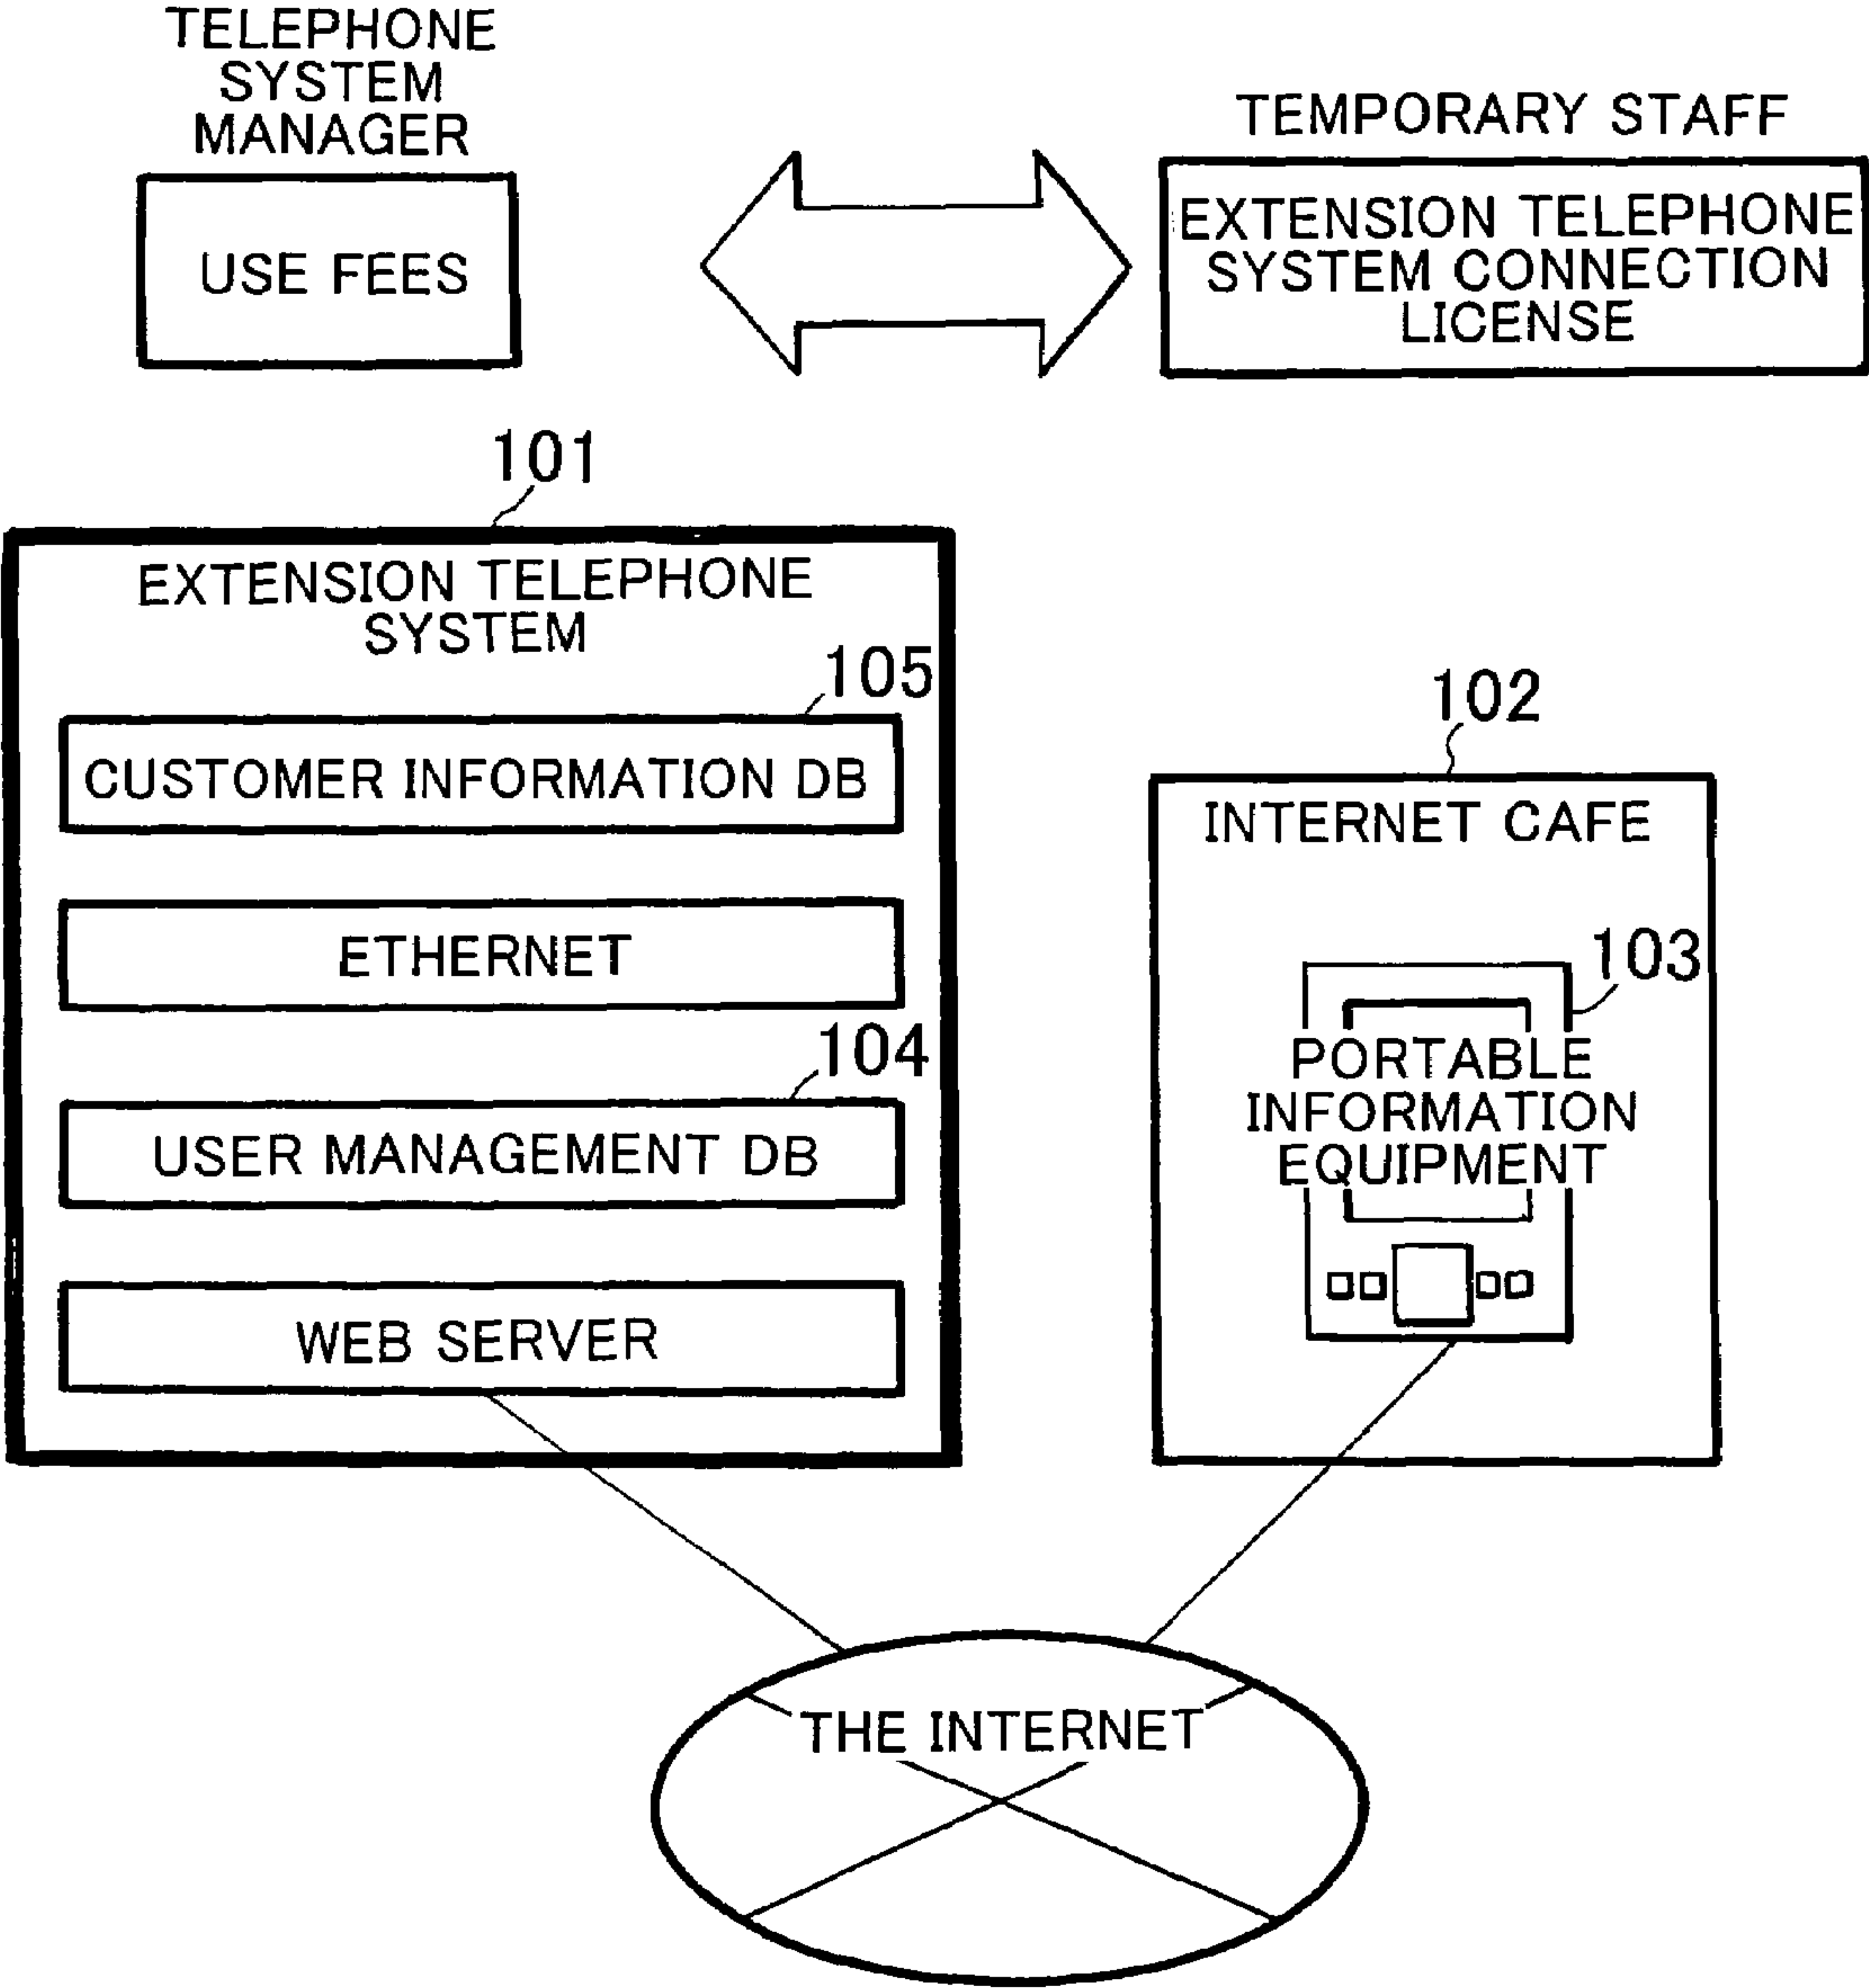 TELEPHONE
SYSTEM
MANAGER
USE FEES
TEMPORARY STAFF
EXTENSION TELEPHONE
SYSTEM CONNECTION
LICENSE
101
EXTENSION TELEPHONE
SYSTEM
105
CUSTOMER INFORMATION DB
ETHERNET
104
USER MANAGEMENT DB
WEB SERVER
102
INTERNET CAFE
103
PORTABLE
INFORMATION
EQUIPMENT
THE INTERNET